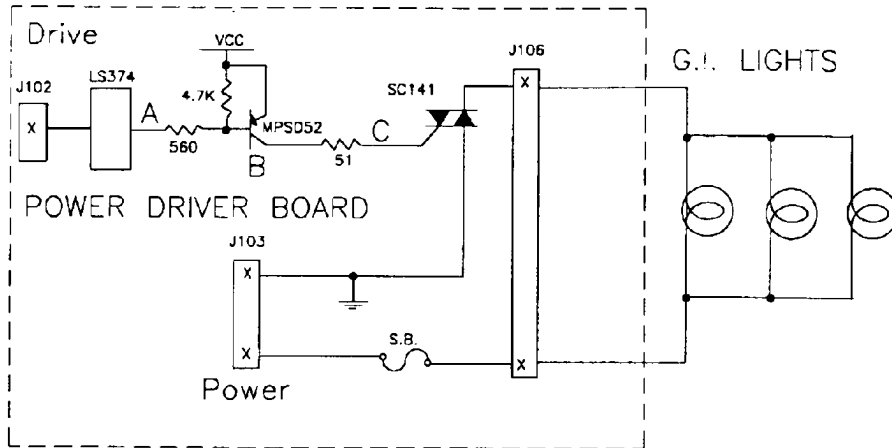 Drive
VCC
J106
G.I. LIGHTS
J102
LS374
SC141
X
4.7K
A
MPSD52
C
X
560
B
51
POWER DRIVER BOARD
J103
X
S.B.
X
X
Power